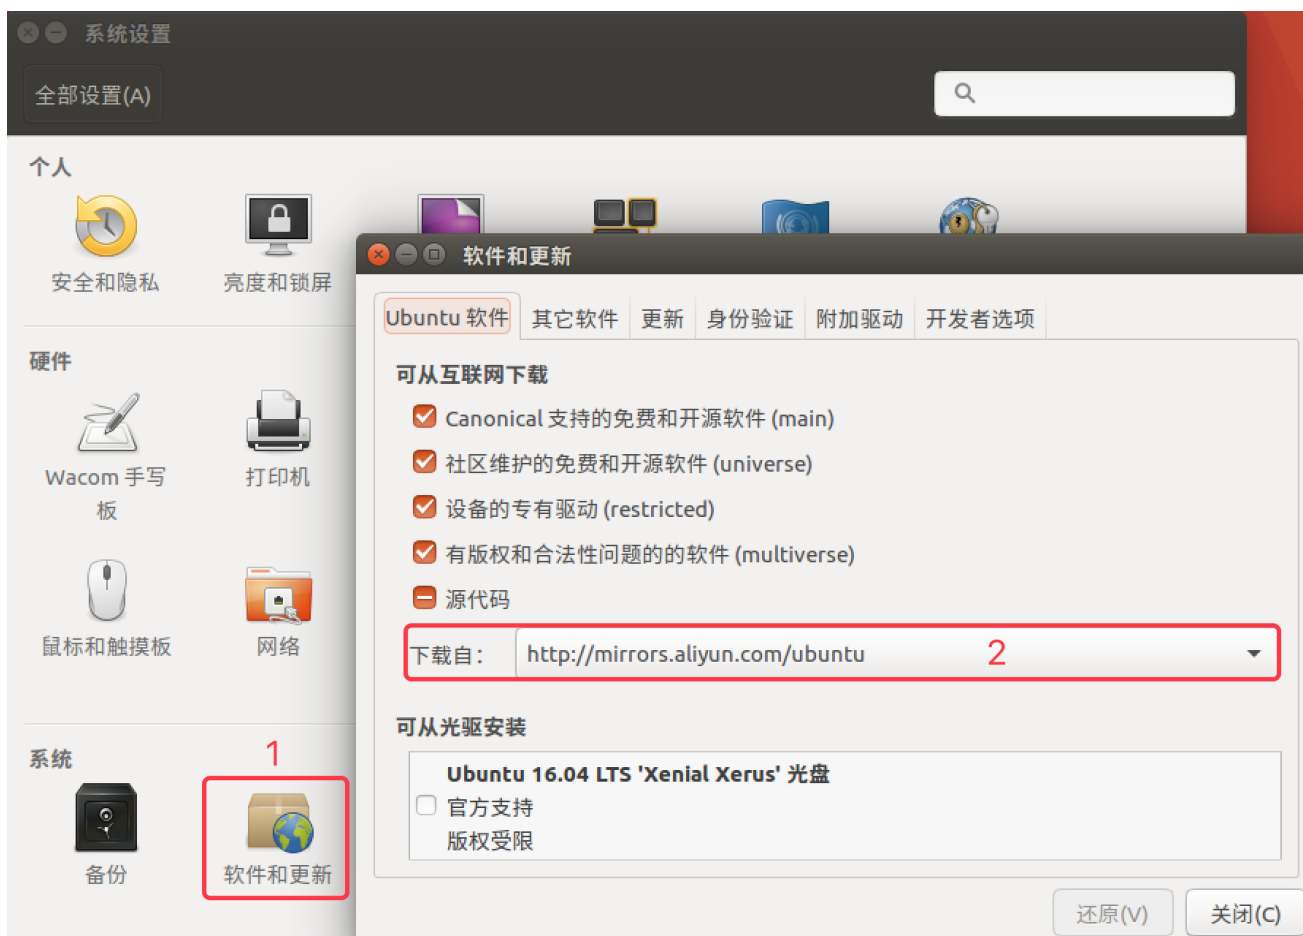 系统设置
全部设置(A)
个人
安全和隐私
亮度和锁屏
硬件
Wacom 手写
板
打印机
鼠标和触摸板
网络
系统
1
备份
软件和更新
软件和更新
Ubuntu 软件
其它软件
更新
身份验证
附加驱动
开发者选项
可从互联网下载
Canonical 支持的免费和开源软件 (main)
社区维护的免费和开源软件 (universe)
设备的专有驱动 (restricted)
有版权和合法性问题的的软件 (multiverse)
源代码
下载自： http://mirrors.aliyun.com/ubuntu 2
可从光驱安装
Ubuntu 16.04 LTS 'Xenial Xerus' 光盘
官方支持
版权受限
还原(V)
关闭(C)